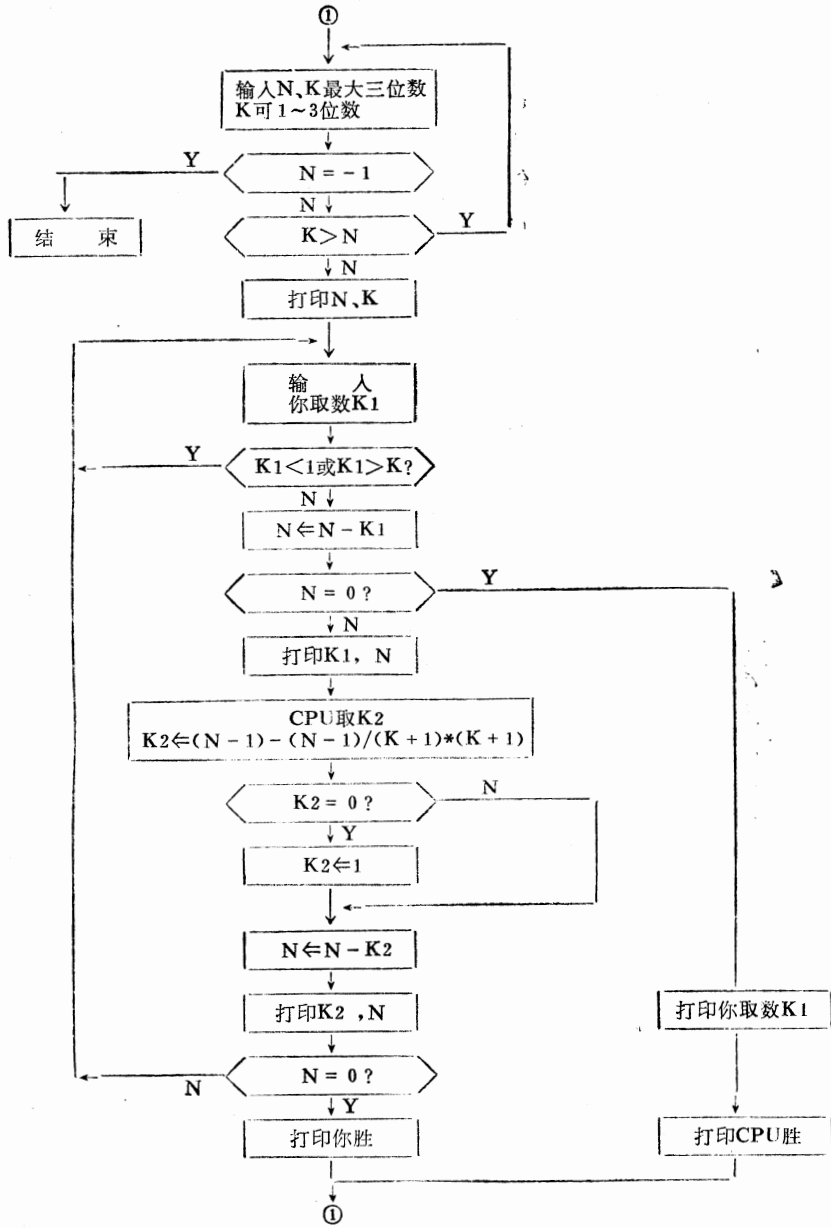 ①
输入N、K最大三位数
K可1~3位数
Y
N = - 1
N
结 束
K > N
Y
N
打印N、K
输 人
你取数K1
Y
K1<1或K1>K?
N
N⇐N-K1
N = 0 ?
Y
N
打印K1, N
CPU取K2
K2⇐(N-1)-(N-1)/(K+1)*(K+1)
K2 = 0 ?
N
Y
K2⇐1
N⇐N-K2
打印K2 ,N
打印你取数K1
N = 0 ?
N
Y
打印你胜
打印CPU胜
①